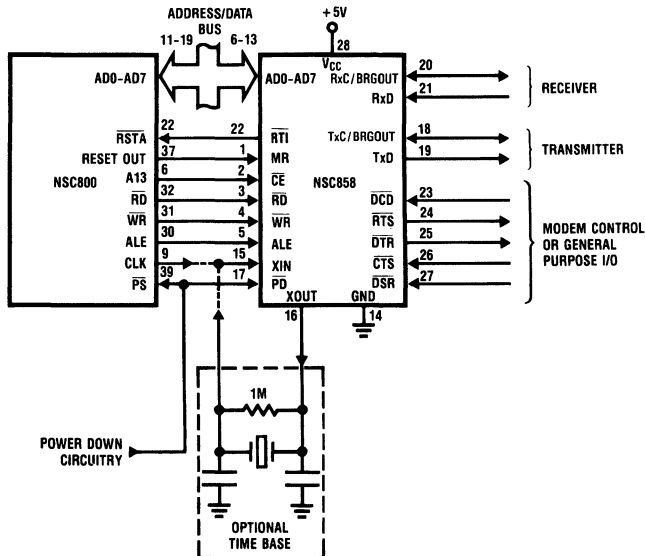 ADDRESS/DATA
BUS
+5V
11-19
6-13
28
VCC
AD0-AD7
AD0-AD7
RxC/BRGOUT
20
RxD
21
RECEIVER
RSTA
22
22
RTI
TxC/BRGOUT
18
RESET OUT
37
1
MR
TxD
19
TRANSMITTER
NSC800
A13
6
2
CE
NSC858
RD
32
3
RD
DCD
23
WR
31
4
WR
RTS
24
ALE
30
5
ALE
DTR
25
MODEM CONTROL
OR GENERAL
PURPOSE I/O
CLK
9
15
XIN
CTS
26
PS
39
17
PD
DSR
27
XOUT
GND
16
14
1M
POWER DOWN
CIRCUITRY
OPTIONAL
TIME BASE